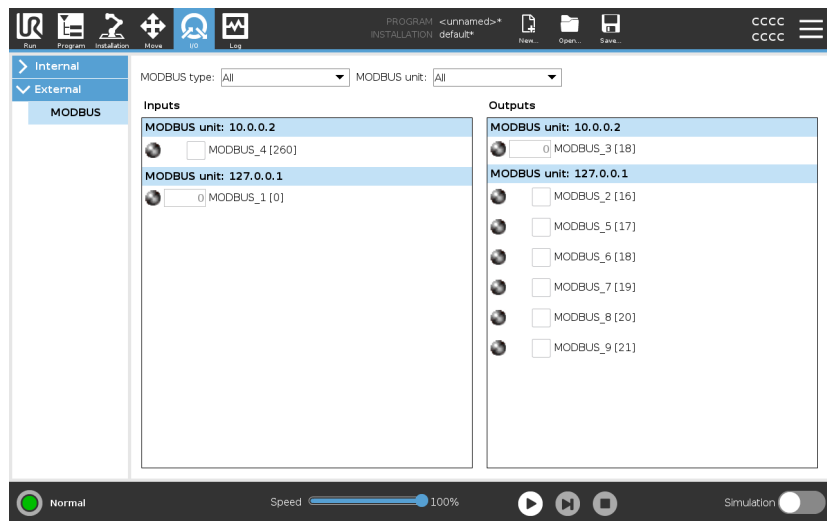 UR
Run
Program
Installation
Move
I/O
Log
PROGRAM <unnamed>*
INSTALLATION default*
New...
Open...
Save...
CCCC
CCCC
Internal
External
MODBUS
MODBUS type: All
MODBUS unit: All
Inputs
MODBUS unit: 10.0.0.2
MODBUS_4 [260]
MODBUS unit: 127.0.0.1
0 MODBUS_1 [0]
Outputs
MODBUS unit: 10.0.0.2
0 MODBUS_3 [18]
MODBUS unit: 127.0.0.1
MODBUS_2 [16]
MODBUS_5 [17]
MODBUS_6 [18]
MODBUS_7 [19]
MODBUS_8 [20]
MODBUS_9 [21]
Normal
Speed 100%
Simulation